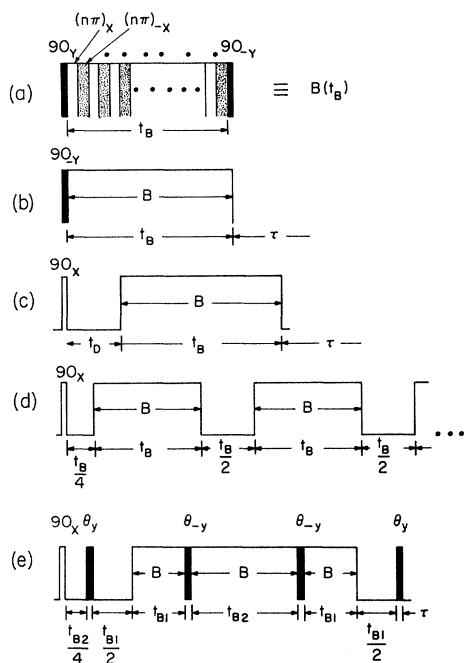 (nπ)X (nπ)-X
90Y • • • • • • 90-Y
(a) • • • • • ≡ B(tB)
tB
90-Y
(b) B
tB τ
90X
(c) B
tD tB τ
90X
(d) B B
tB/4 tB tB/2 tB tB/2 • • •
90X θy θ-y θ-y θy
(e) B B B
tB2/4 tB1/2 tB1 tB2 tB1 tB1/2 τ